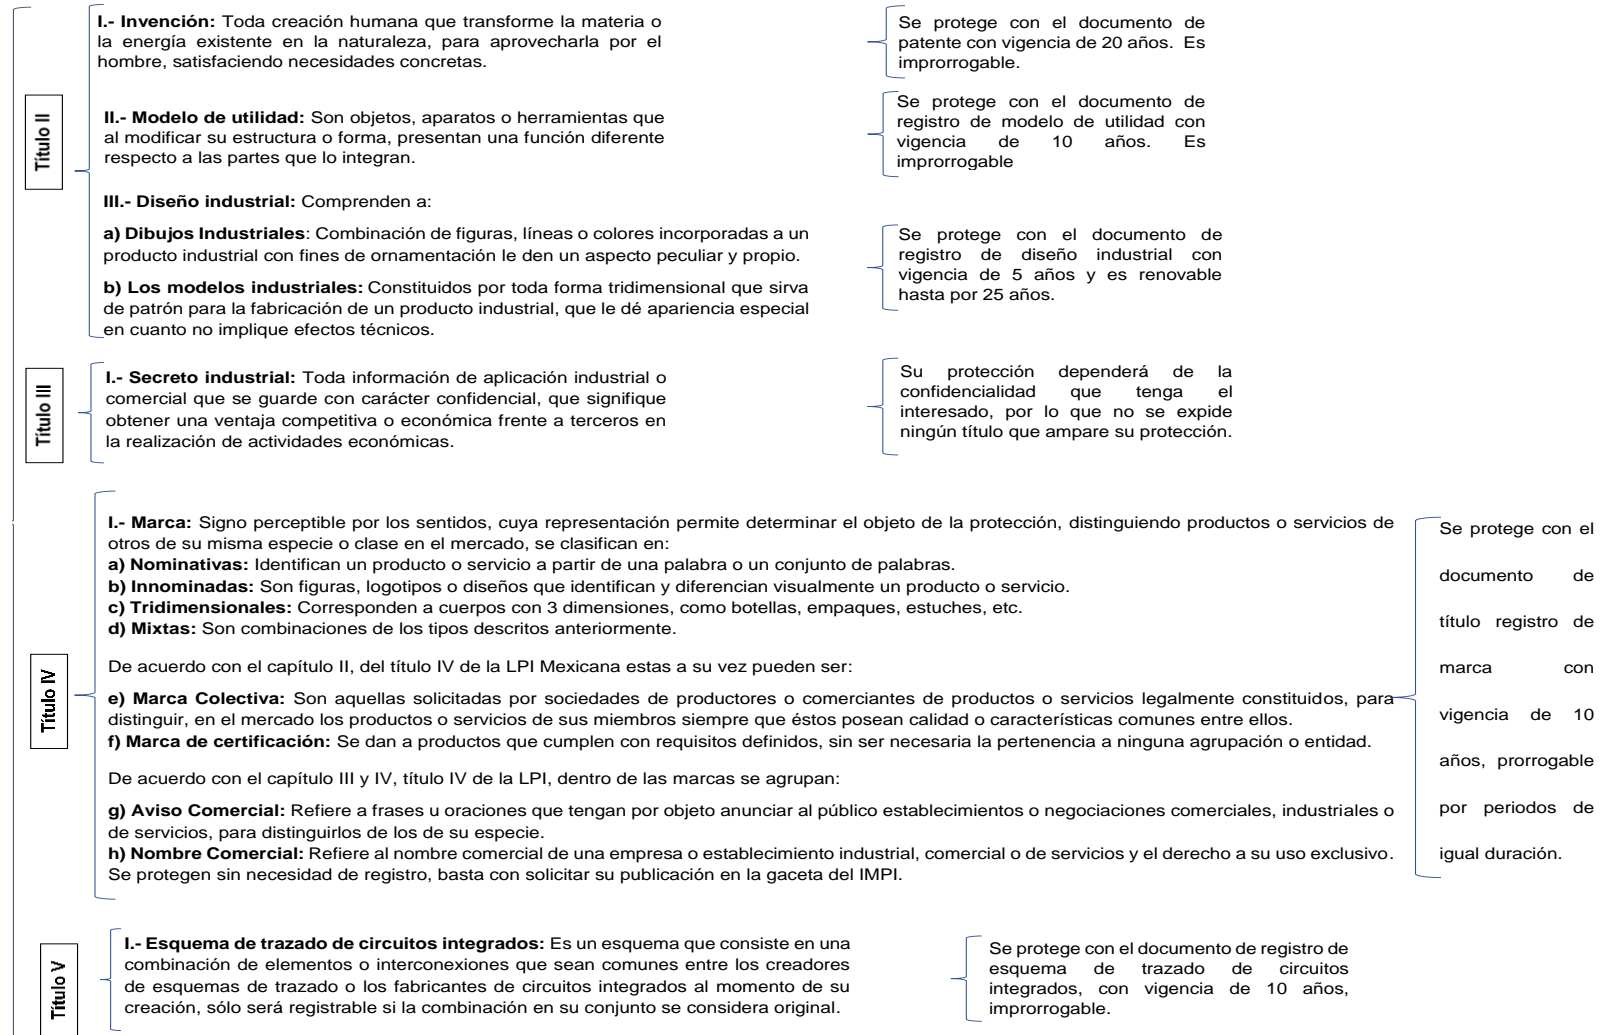 Título II
I.- Invención: Toda creación humana que transforme la materia o
la energía existente en la naturaleza, para aprovecharla por el
hombre, satisfaciendo necesidades concretas.
Se protege con el documento de
patente con vigencia de 20 años. Es
improrrogable.
II.- Modelo de utilidad: Son objetos, aparatos o herramientas que
al modificar su estructura o forma, presentan una función diferente
respecto a las partes que lo integran.
Se protege con el documento de
registro de modelo de utilidad con
vigencia de 10 años. Es
improrrogable
III.- Diseño industrial: Comprenden a:
a) Dibujos Industriales: Combinación de figuras, líneas o colores incorporadas a un
producto industrial con fines de ornamentación le den un aspecto peculiar y propio.
b) Los modelos industriales: Constituidos por toda forma tridimensional que sirva
de patrón para la fabricación de un producto industrial, que le dé apariencia especial
en cuanto no implique efectos técnicos.
Se protege con el documento de
registro de diseño industrial con
vigencia de 5 años y es renovable
hasta por 25 años.
Título III
I.- Secreto industrial: Toda información de aplicación industrial o
comercial que se guarde con carácter confidencial, que signifique
obtener una ventaja competitiva o económica frente a terceros en
la realización de actividades económicas.
Su protección dependerá de la
confidencialidad que tenga el
interesado, por lo que no se expide
ningún título que ampare su protección.
Título IV
I.- Marca: Signo perceptible por los sentidos, cuya representación permite determinar el objeto de la protección, distinguiendo productos o servicios de
otros de su misma especie o clase en el mercado, se clasifican en:
a) Nominativas: Identifican un producto o servicio a partir de una palabra o un conjunto de palabras.
b) Innominadas: Son figuras, logotipos o diseños que identifican y diferencian visualmente un producto o servicio.
c) Tridimensionales: Corresponden a cuerpos con 3 dimensiones, como botellas, empaques, estuches, etc.
d) Mixtas: Son combinaciones de los tipos descritos anteriormente.
De acuerdo con el capítulo II, del título IV de la LPI Mexicana estas a su vez pueden ser:
e) Marca Colectiva: Son aquellas solicitadas por sociedades de productores o comerciantes de productos o servicios legalmente constituidos, para
distinguir, en el mercado los productos o servicios de sus miembros siempre que éstos posean calidad o características comunes entre ellos.
f) Marca de certificación: Se dan a productos que cumplen con requisitos definidos, sin ser necesaria la pertenencia a ninguna agrupación o entidad.
De acuerdo con el capítulo III y IV, título IV de la LPI, dentro de las marcas se agrupan:
g) Aviso Comercial: Refiere a frases u oraciones que tengan por objeto anunciar al público establecimientos o negociaciones comerciales, industriales o
de servicios, para distinguirlos de los de su especie.
h) Nombre Comercial: Refiere al nombre comercial de una empresa o establecimiento industrial, comercial o de servicios y el derecho a su uso exclusivo.
Se protegen sin necesidad de registro, basta con solicitar su publicación en la gaceta del IMPI.
Se protege con el
documento de
título registro de
marca con
vigencia de 10
años, prorrogable
por periodos de
igual duración.
Título V
I.- Esquema de trazado de circuitos integrados: Es un esquema que consiste en una
combinación de elementos o interconexiones que sean comunes entre los creadores
de esquemas de trazado o los fabricantes de circuitos integrados al momento de su
creación, sólo será registrable si la combinación en su conjunto se considera original.
Se protege con el documento de registro de
esquema de trazado de circuitos
integrados, con vigencia de 10 años,
improrrogable.